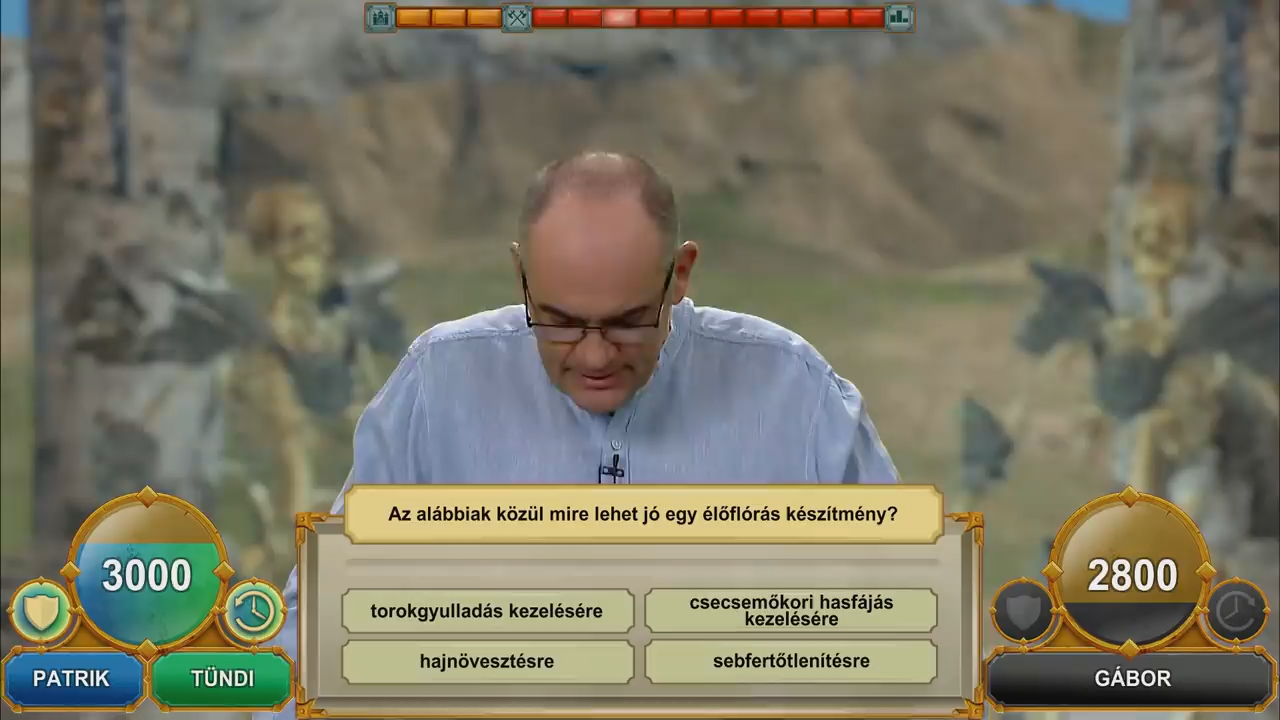 Az alábbiak közül mire lehet jó egy élőflórás készítmény?
3000
2800
torokgyulladás kezelésére
csecsemőkori hasfájás
kezelésére
hajnövesztésre
sebfertőtlenítésre
PATRIK
TÜNDI
GÁBOR